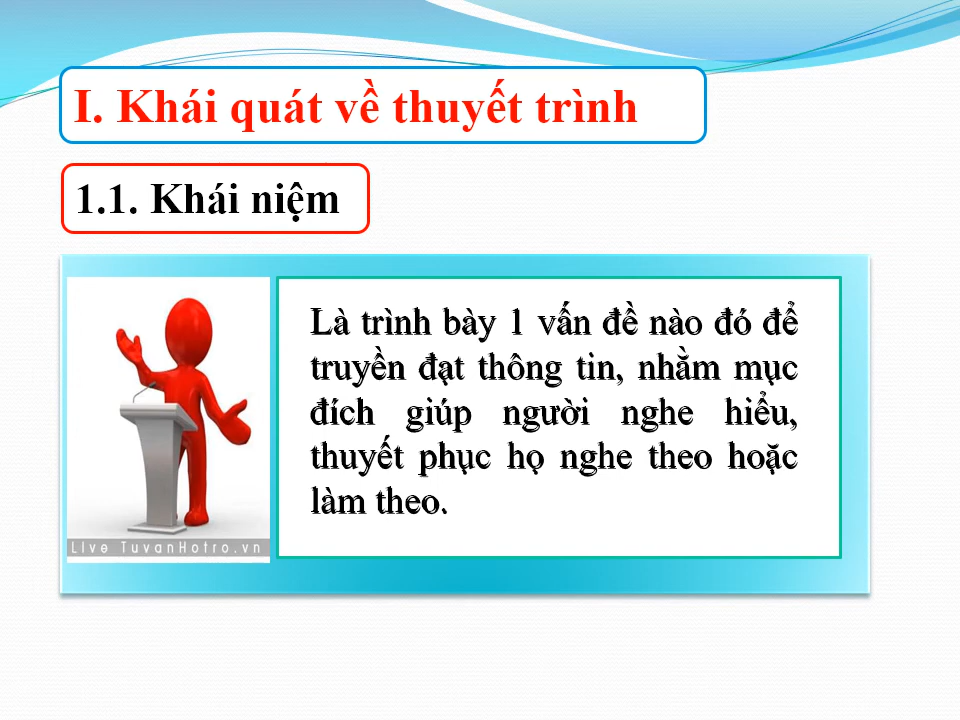 I. Khái quát về thuyết trình
1.1. Khái niệm
Là trình bày 1 vấn đề nào đó để
truyền đạt thông tin, nhằm mục
đích giúp người nghe hiểu,
thuyết phục họ nghe theo hoặc
làm theo.
LIve TuvanHotro.vn